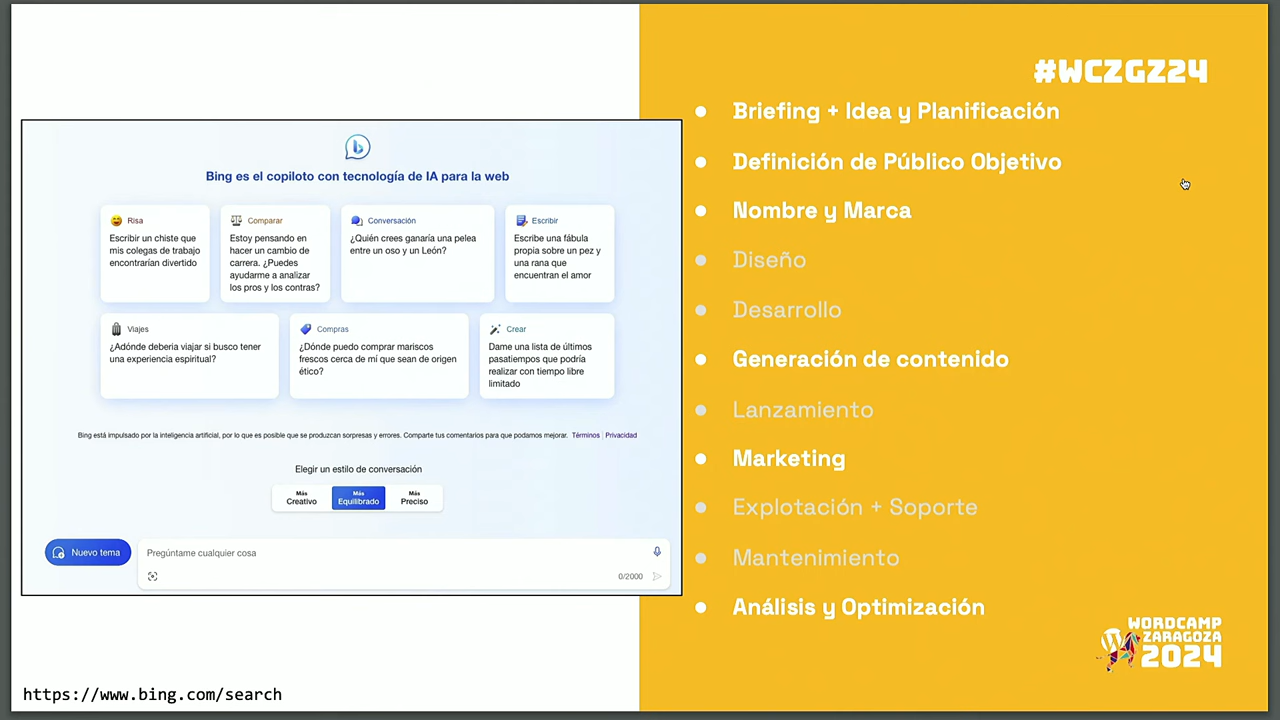 #WCZGZ24
Bing es el copiloto con tecnología de IA para la web
Risa
Escribir un chiste que
mis colegas de trabajo
encontrarían divertido
Comparar
Estoy pensando en
hacer un cambio de
carrera. ¿Puedes
ayudarme a analizar
los pros y los contras?
Conversación
¿Quién crees ganaría una pelea
entre un oso y un León?
Escribir
Escribe una fábula
propia sobre un pez y
una rana que
encuentran el amor
Viajes
¿Adónde deberia viajar si busco tener
una experiencia espiritual?
Compras
¿Dónde puedo comprar mariscos
frescos cerca de mí que sean de origen
ético?
Crear
Dame una lista de últimos
pasatiempos que podría
realizar con tiempo libre
limitado
Bing está impulsado por la inteligencia artificial, por lo que es posible que se produzcan sorpresas y errores. Comparte tus comentarios para que podamos mejorar. Términos | Privacidad
Elegir un estilo de conversación
Más
Creativo
Más
Equilibrado
Más
Preciso
Nuevo tema
Pregúntame cualquier cosa
0/2000
https://www.bing.com/search
● Briefing + Idea y Planificación
● Definición de Público Objetivo
● Nombre y Marca
● Diseño
● Desarrollo
● Generación de contenido
● Lanzamiento
● Marketing
● Explotación + Soporte
● Mantenimiento
● Análisis y Optimización
WORDCAMP
ZARAGOZA
2024